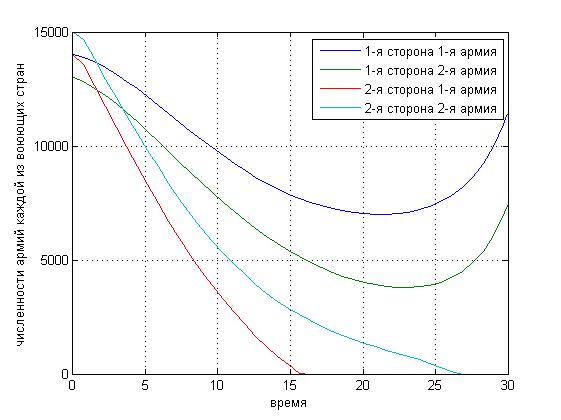 15000
10000
5000
0
0
5
10
15
20
25
30
численности армий каждой из воюющих стран
время
1-я сторона 1-я армия
1-я сторона 2-я армия
2-я сторона 1-я армия
2-я сторона 2-я армия